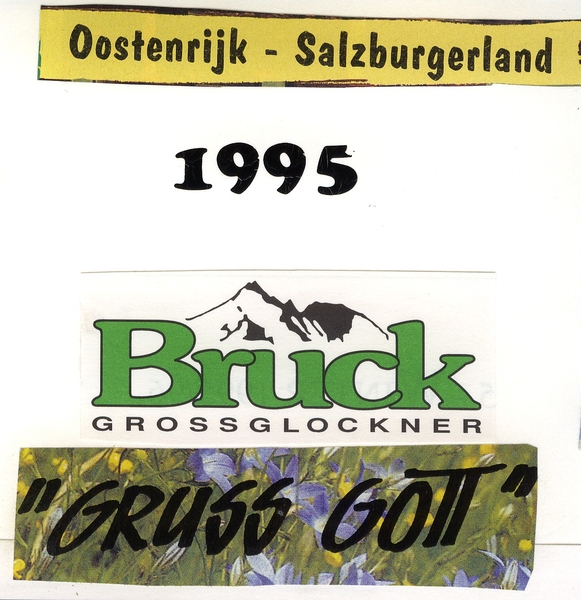 Oostenrijk - Salzburgerland
1995
Bruck
GROSSGLOCKNER
"GRUSS GOTT"